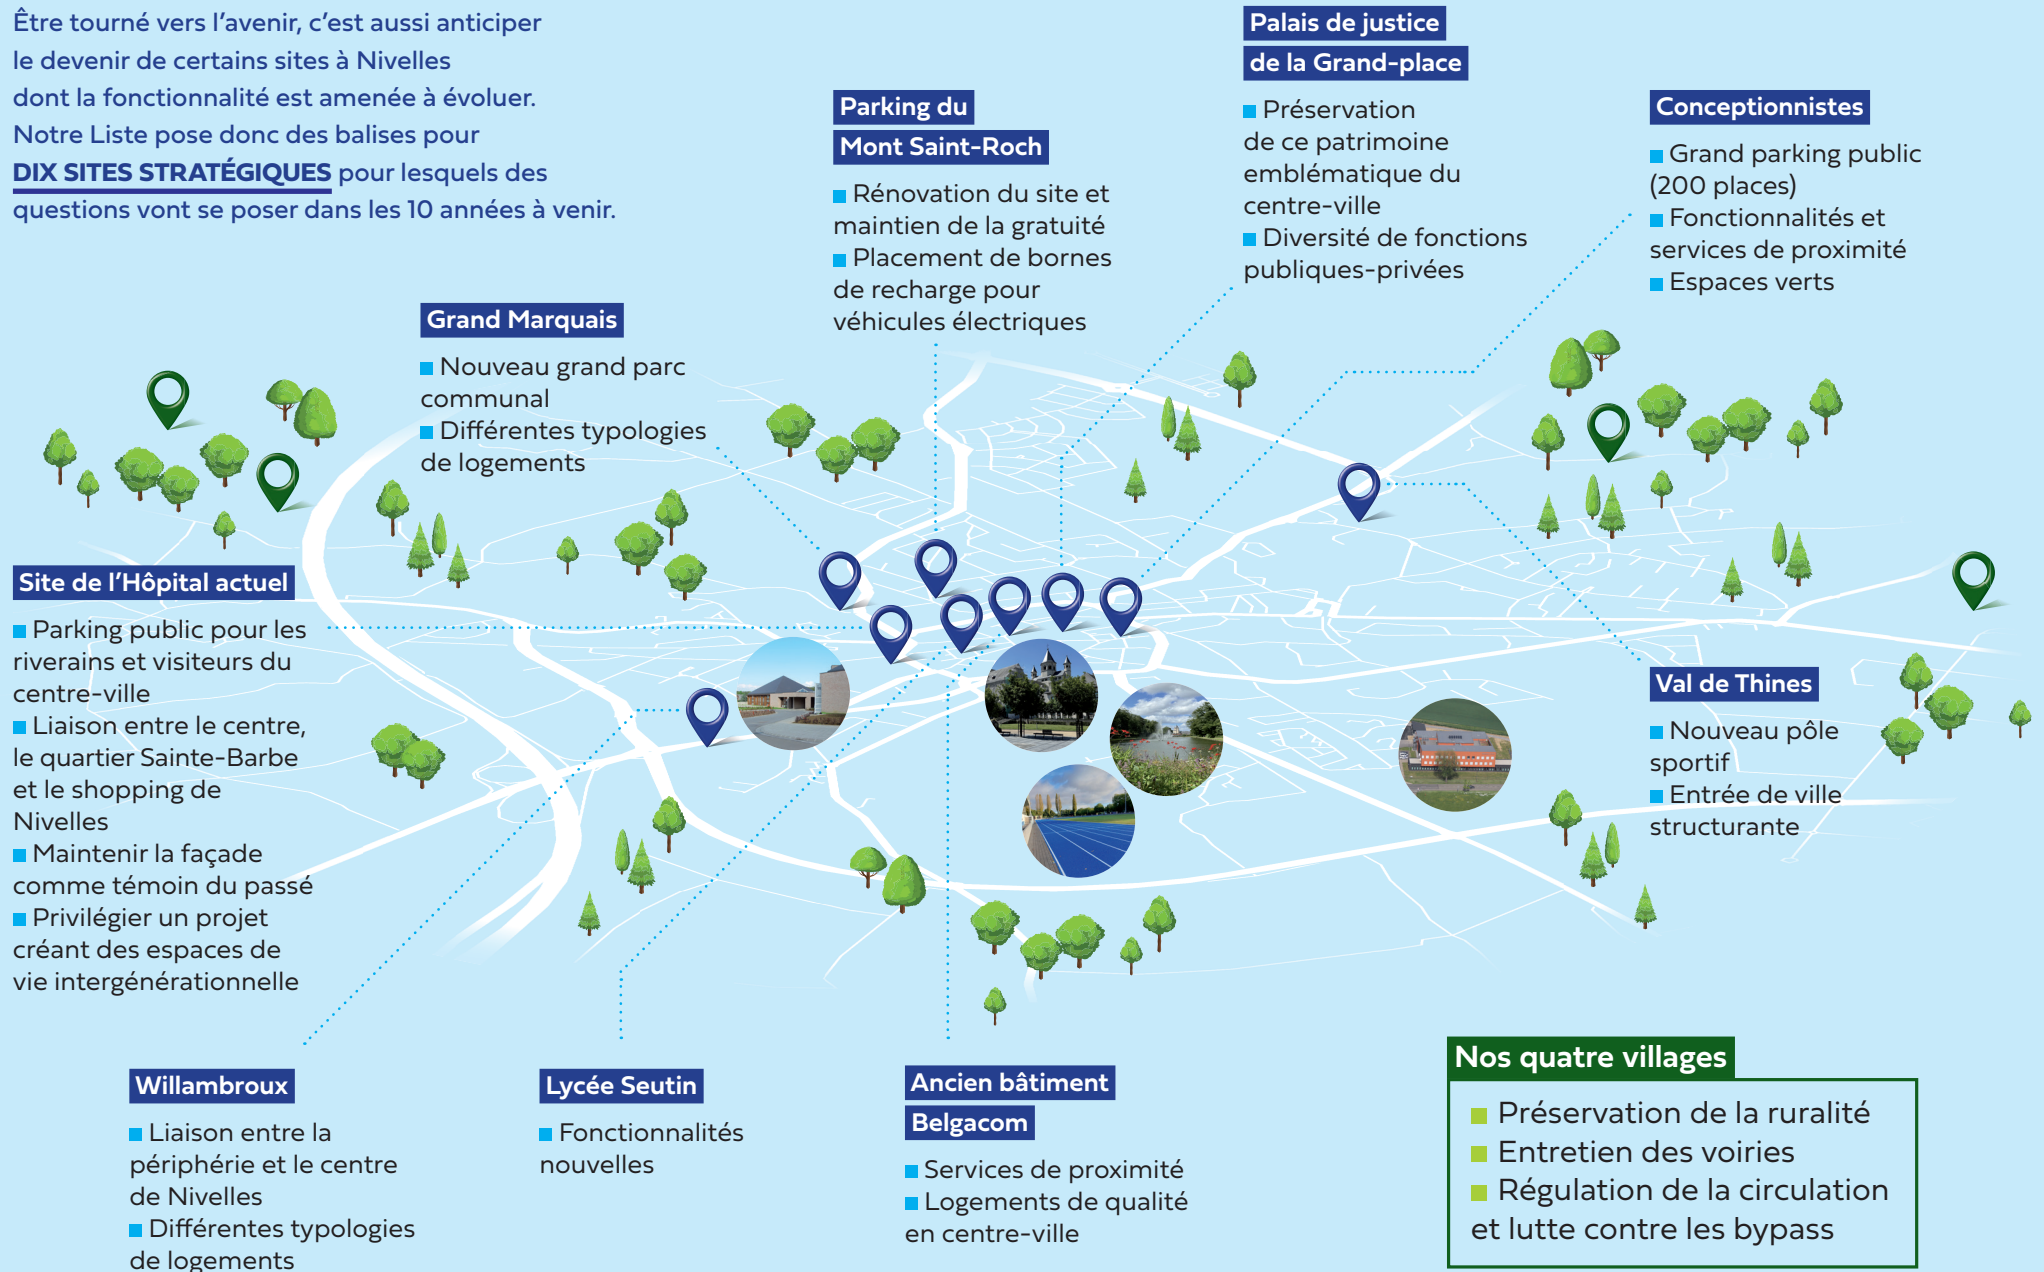 Être tourné vers l'avenir, c'est aussi anticiper
le devenir de certains sites à Nivelles
dont la fonctionnalité est amenée à évoluer.
Notre Liste pose donc des balises pour
DIX SITES STRATÉGIQUES pour lesquels des
questions vont se poser dans les 10 années à venir.
Grand Marquais
Nouveau grand parc
communal
Différentes typologies
de logements
Parking du
Mont Saint-Roch
Rénovation du site et
maintien de la gratuité
Placement de bornes
de recharge pour
véhicules électriques
Palais de justice
de la Grand-place
Préservation
de ce patrimoine
emblématique du
centre-ville
Diversité de fonctions
publiques-privées
Conceptionnistes
Grand parking public
(200 places)
Fonctionnalités et
services de proximité
Espaces verts
Site de l'Hôpital actuel
Parking public pour les
riverains et visiteurs du
centre-ville
Liaison entre le centre,
le quartier Sainte-Barbe
et le shopping de
Nivelles
Maintenir la façade
comme témoin du passé
Privilégier un projet
créant des espaces de
vie intergénérationnelle
Val de Thines
Nouveau pôle
sportif
Entrée de ville
structurante
Willambroux
Liaison entre la
périphérie et le centre
de Nivelles
Différentes typologies
de logements
Lycée Seutin
Fonctionnalités
nouvelles
Ancien bâtiment
Belgacom
Services de proximité
Logements de qualité
en centre-ville
Nos quatre villages
Préservation de la ruralité
Entretien des voiries
Régulation de la circulation
et lutte contre les bypass